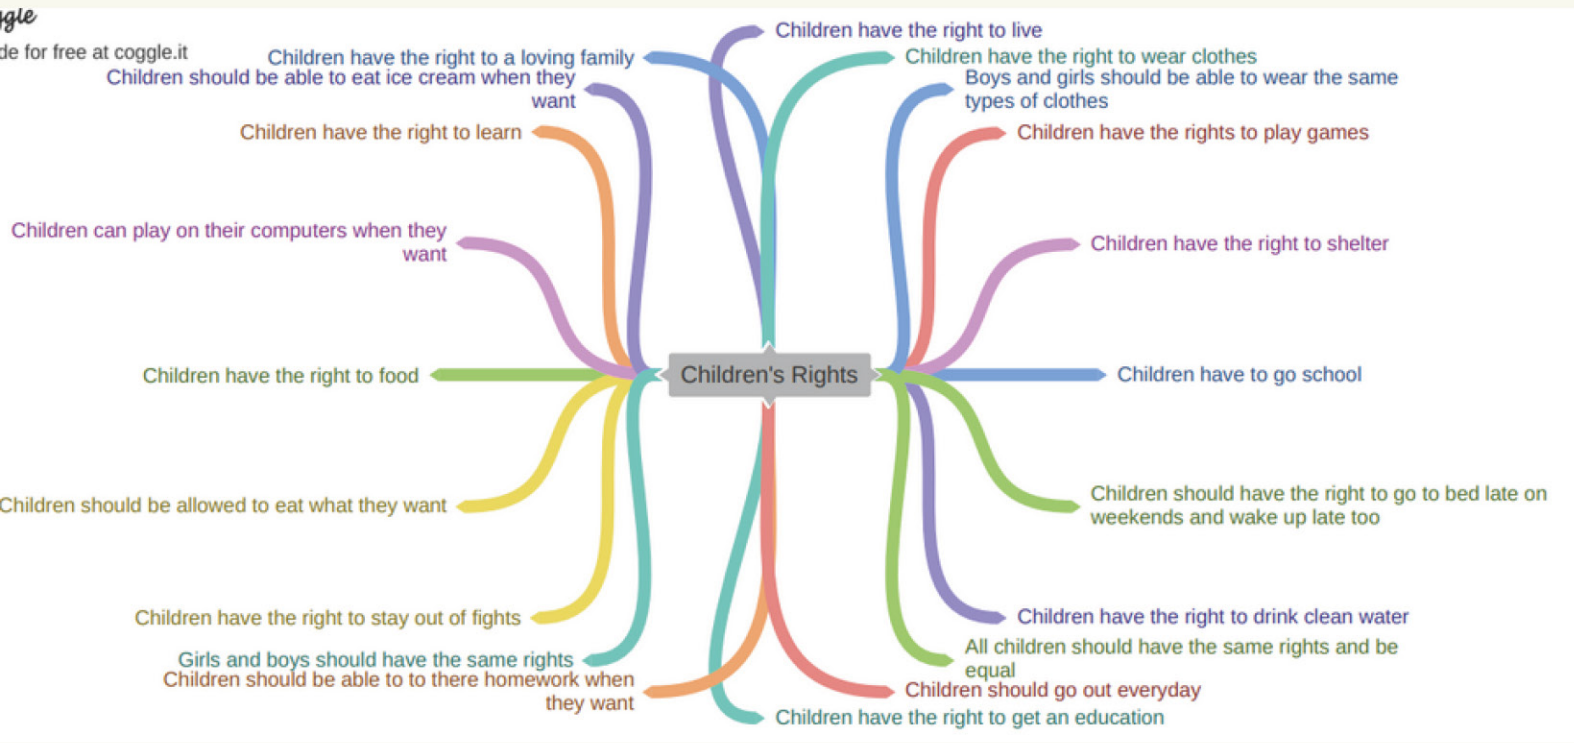 ggle
de for free at coggle.it
Children have the right to live
Children have the right to a loving family
Children have the right to wear clothes
Children should be able to eat ice cream when they
want
Boys and girls should be able to wear the same
types of clothes
Children have the right to learn
Children have the rights to play games
Children can play on their computers when they
want
Children have the right to shelter
Children have the right to food
Children's Rights
Children have to go school
Children should be allowed to eat what they want
Children should have the right to go to bed late on
weekends and wake up late too
Children have the right to stay out of fights
Children have the right to drink clean water
Girls and boys should have the same rights
All children should have the same rights and be
equal
Children should be able to to there homework when
they want
Children should go out everyday
Children have the right to get an education